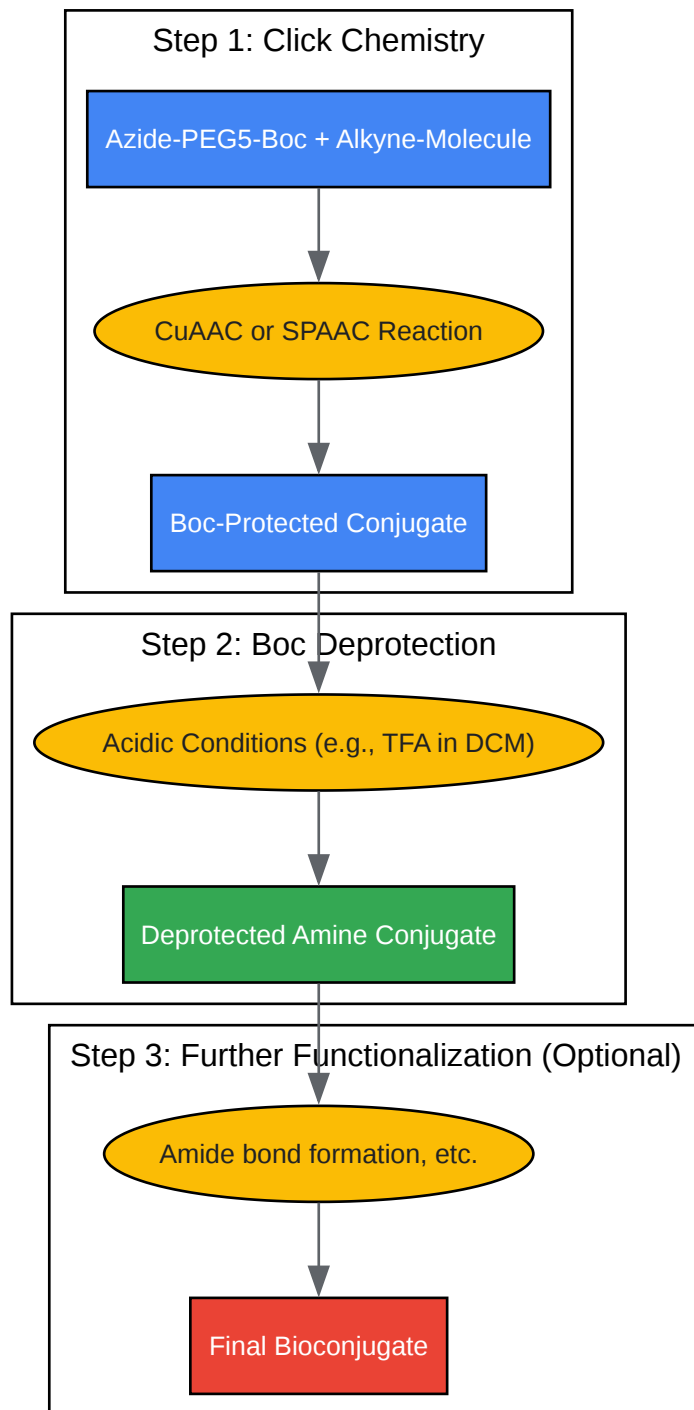 Step 1: Click Chemistry
Azide-PEG5-Boc + Alkyne-Molecule
CuAAC or SPAAC Reaction
Boc-Protected Conjugate
Step 2: Boc Deprotection
Acidic Conditions (e.g., TFA in DCM)
Deprotected Amine Conjugate
Step 3: Further Functionalization (Optional)
Amide bond formation, etc.
Final Bioconjugate